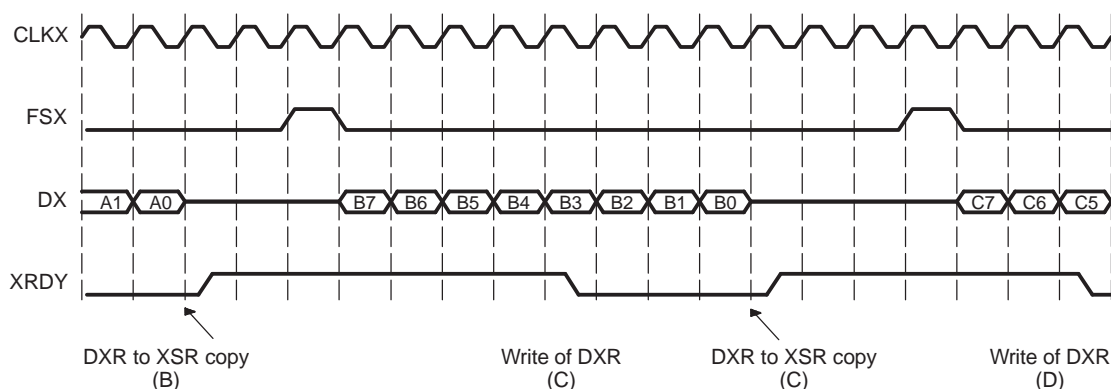 CLKX
FSX
DX
A1 A0 B7 B6 B5 B4 B3 B2 B1 B0 C7 C6 C5
XRDY
DXR to XSR copy
(B)
Write of DXR
(C)
DXR to XSR copy
(C)
Write of DXR
(D)